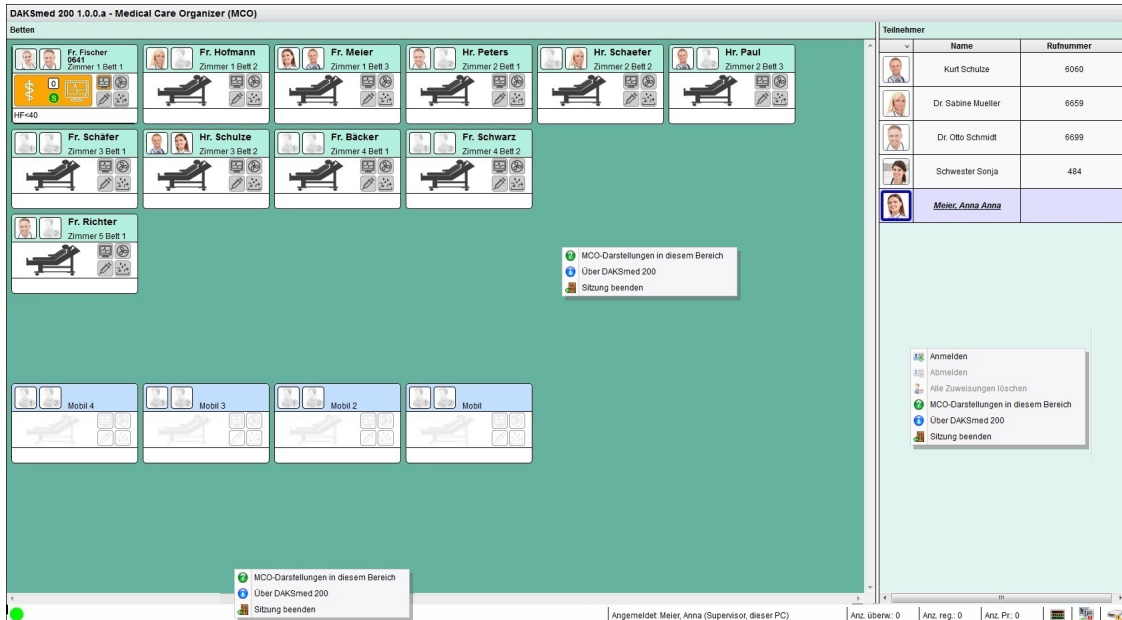 DAKSmed 200 1.0.0.a - Medical Care Organizer (MCO)
Betten
Fr. Fischer
0641
Zimmer 1 Bett 1
0
S
HF<40
Fr. Hofmann
Zimmer 1 Bett 2
Fr. Meier
Zimmer 1 Bett 3
Hr. Peters
Zimmer 2 Bett 1
Hr. Schaefer
Zimmer 2 Bett 2
Hr. Paul
Zimmer 2 Bett 3
Fr. Schäfer
Zimmer 3 Bett 1
Hr. Schulze
Zimmer 3 Bett 2
Fr. Bäcker
Zimmer 4 Bett 1
Fr. Schwarz
Zimmer 4 Bett 2
Fr. Richter
Zimmer 5 Bett 1
MCO-Darstellungen in diesem Bereich
Über DAKSmed 200
Sitzung beenden
Mobil 4
Mobil 3
Mobil 2
Mobil
MCO-Darstellungen in diesem Bereich
Über DAKSmed 200
Sitzung beenden
Teilnehmer
Name Rufnummer
Kurt Schulze 6060
Dr. Sabine Mueller 6659
Dr. Otto Schmidt 6699
Schwester Sonja 484
Meier, Anna Anna
Anmelden
Abmelden
Alle Zuweisungen löschen
MCO-Darstellungen in diesem Bereich
Über DAKSmed 200
Sitzung beenden
Angemeldet: Meier, Anna (Supervisor, dieser PC) Anz. überw.: 0 Anz. reg.: 0 Anz. Pr.: 0